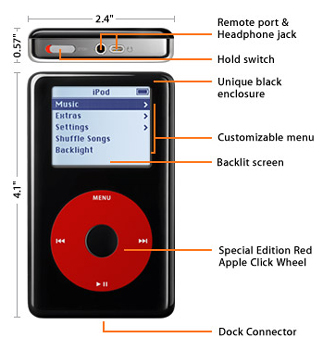 2.4"
0.57"
Remote port &
Headphone jack
Hold switch
4.1"
iPod
Music
Extras
Settings
Shuffle Songs
Backlight
MENU
Unique black
enclosure
Customizable menu
Backlit screen
Special Edition Red
Apple Click Wheel
Dock Connector